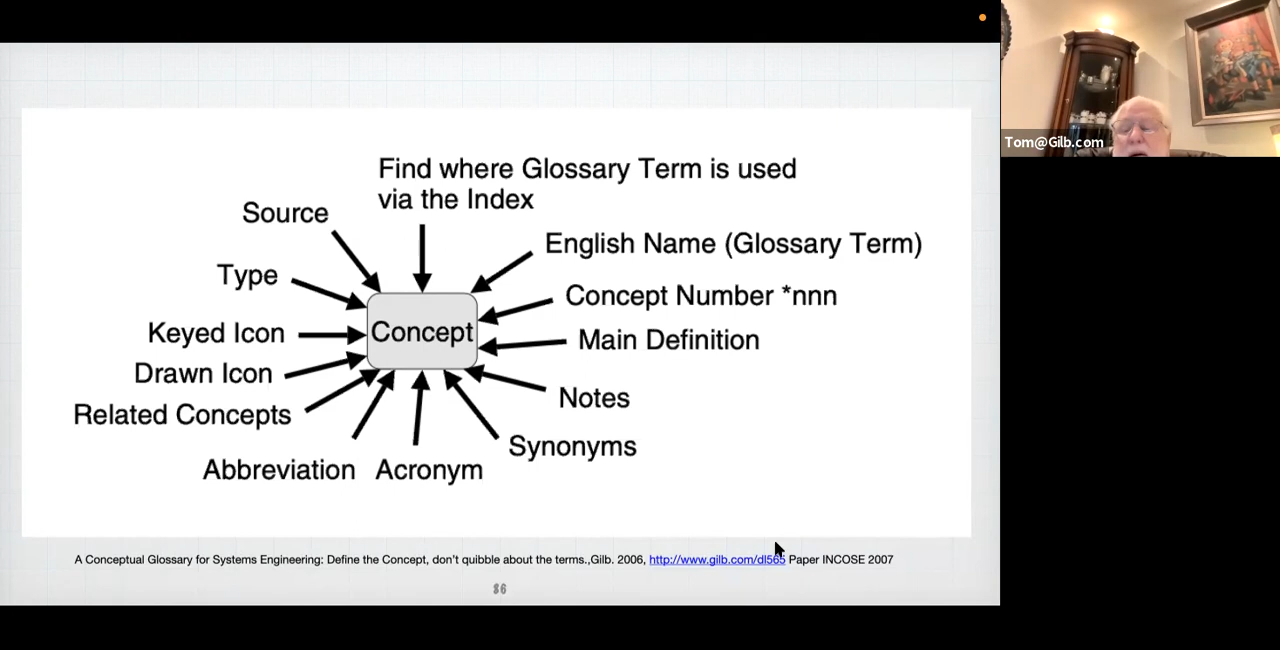 Find where Glossary Term is used
via the Index
Source
English Name (Glossary Term)
Type
Concept Number *nnn
Keyed Icon
Concept
Main Definition
Drawn Icon
Notes
Related Concepts
Synonyms
Abbreviation
Acronym
A Conceptual Glossary for Systems Engineering: Define the Concept, don't quibble about the terms.,Gilb. 2006, http://www.gilb.com/dl565 Paper INCOSE 2007
86
Tom@Gilb.com